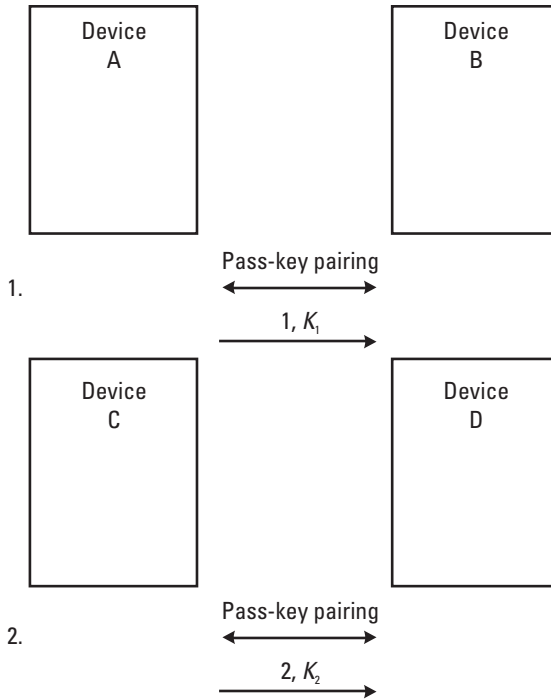 Device
A
Device
B
Pass-key pairing
1.
1, K₁
Device
C
Device
D
Pass-key pairing
2.
2, K₂